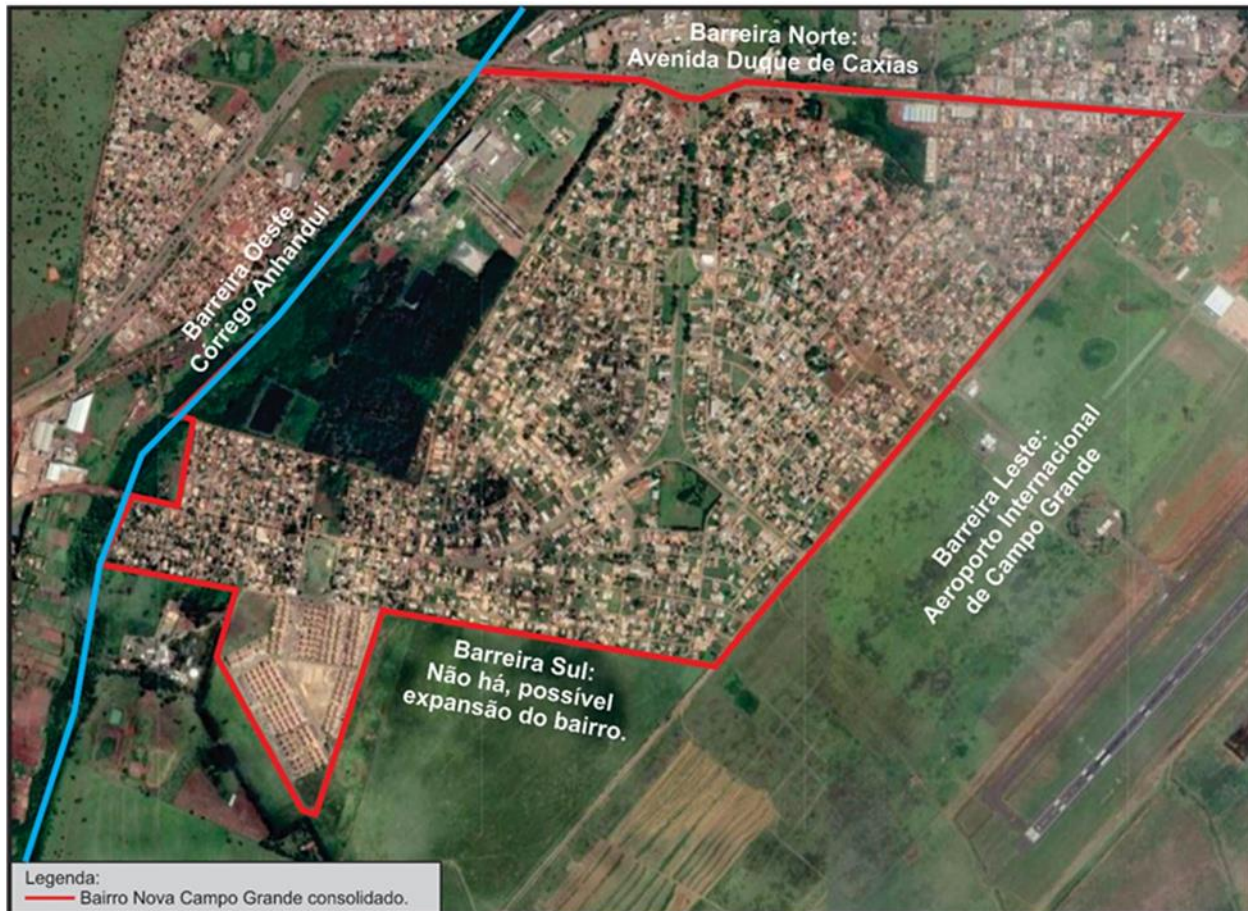 Barreira Norte:
Avenida Duque de Caxias
Barreira Oeste
Córrego Anhanduí
Barreira Leste:
Aeroporto Internacional
de Campo Grande
Barreira Sul:
Não há, possível
expansão do bairro.
Legenda:
Bairro Nova Campo Grande consolidado.